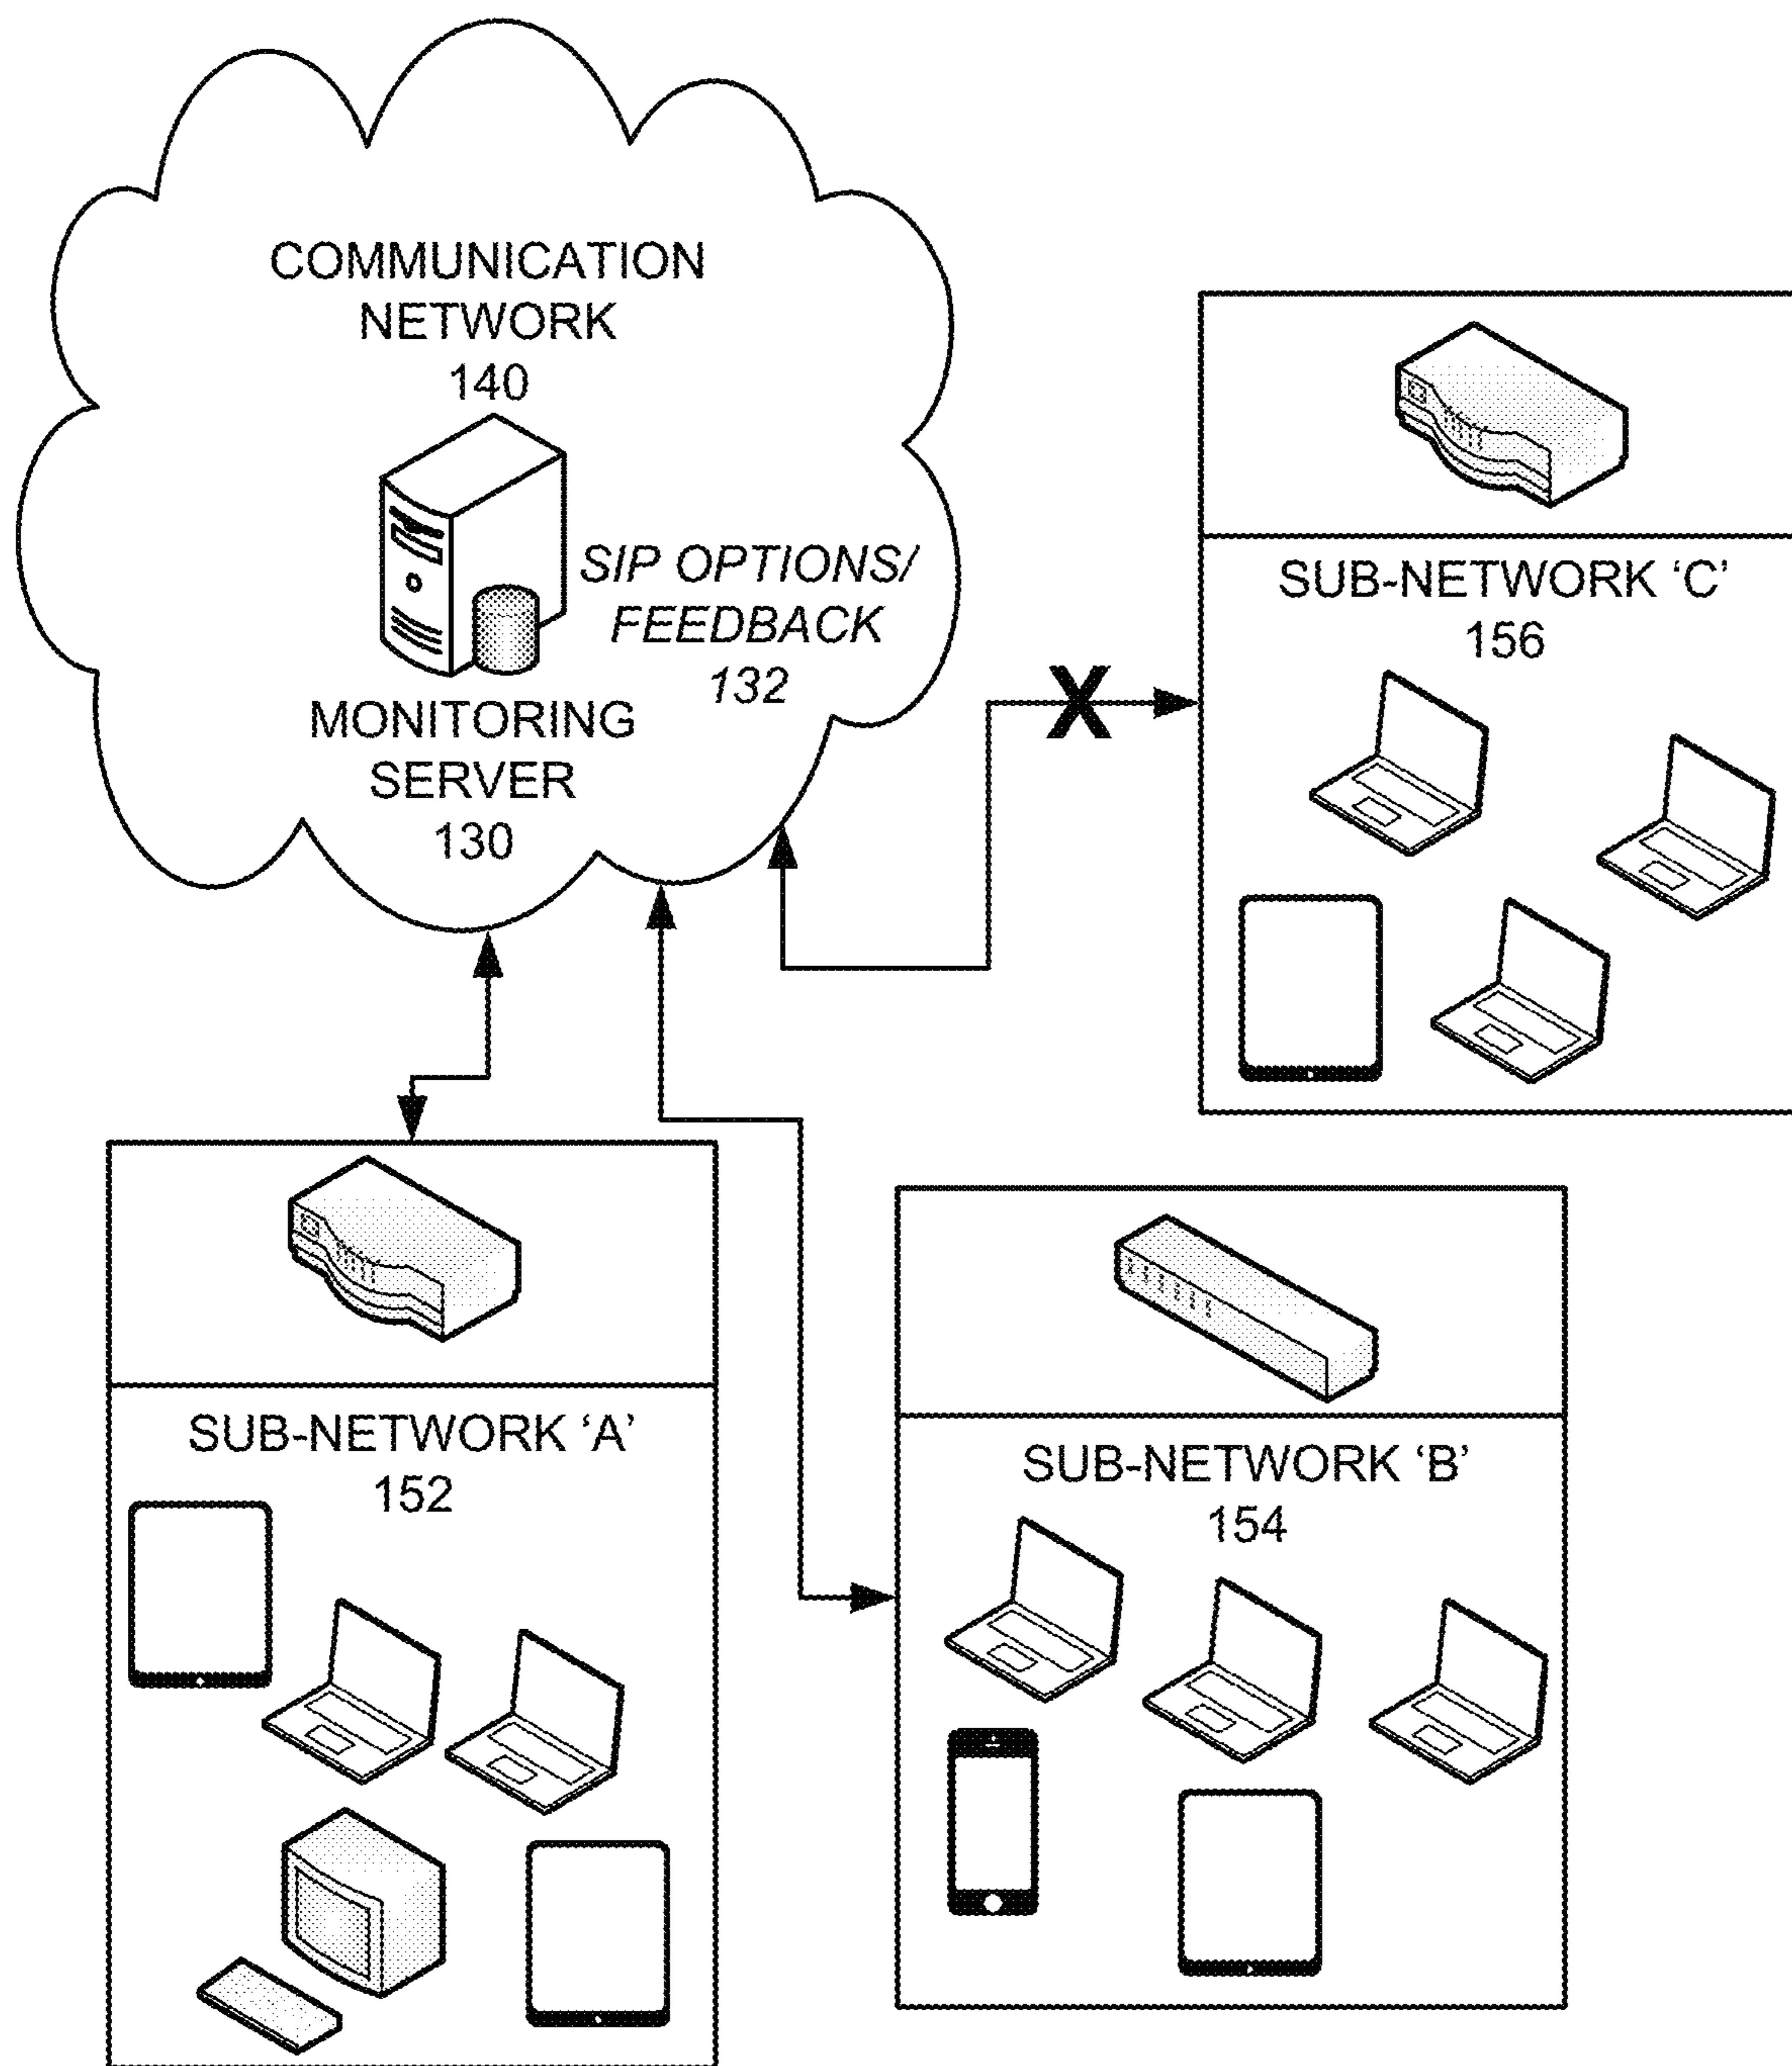 COMMUNICATION
NETWORK
140
SIP OPTIONS/
FEEDBACK
132
MONITORING
SERVER
130
X
SUB-NETWORK ‘C’
156
SUB-NETWORK ‘A’
152
SUB-NETWORK ‘B’
154